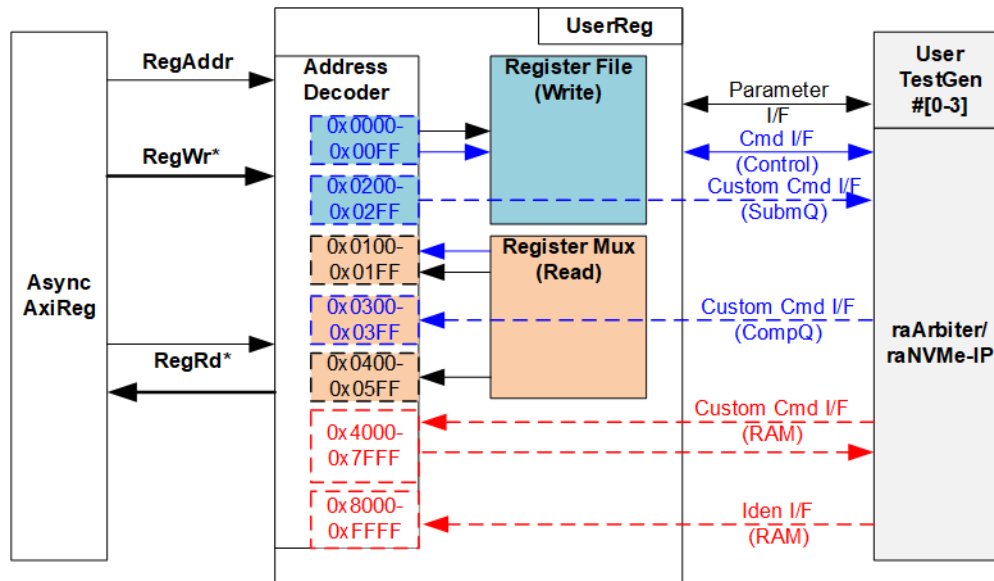 UserReg
Async
AxiReg
RegAddr
RegWr*
RegRd*
Address
Decoder
0x0000-
0x00FF
0x0200-
0x02FF
0x0100-
0x01FF
0x0300-
0x03FF
0x0400-
0x05FF
0x4000-
0x7FFF
0x8000-
0xFFFF
Register File
(Write)
Register Mux
(Read)
Parameter
I/F
Cmd I/F
(Control)
Custom Cmd I/F
(SubmQ)
Custom Cmd I/F
(CompQ)
Custom Cmd I/F
(RAM)
Iden I/F
(RAM)
User
TestGen
#[0-3]
raArbiter/
raNVMe-IP